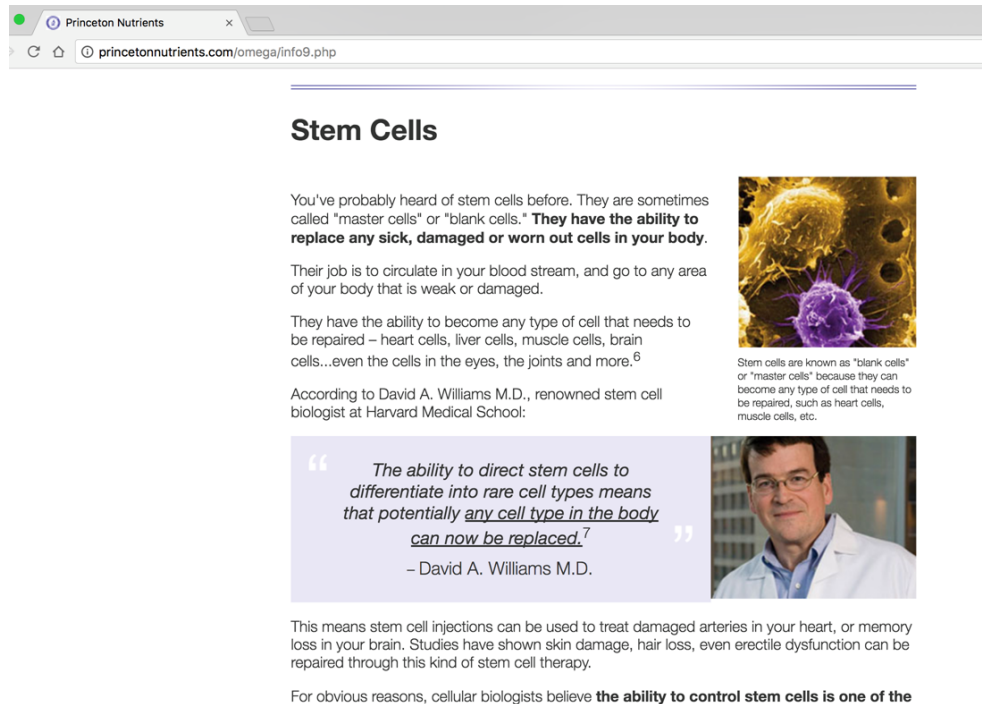 Princeton Nutrients
princetonnutrients.com/omega/info9.php
Stem Cells
You've probably heard of stem cells before. They are sometimes
called "master cells" or "blank cells." They have the ability to
replace any sick, damaged or worn out cells in your body.
Their job is to circulate in your blood stream, and go to any area
of your body that is weak or damaged.
They have the ability to become any type of cell that needs to
be repaired – heart cells, liver cells, muscle cells, brain
cells...even the cells in the eyes, the joints and more.6
According to David A. Williams M.D., renowned stem cell
biologist at Harvard Medical School:
Stem cells are known as "blank cells"
or "master cells" because they can
become any type of cell that needs to
be repaired, such as heart cells,
muscle cells, etc.
“ The ability to direct stem cells to
differentiate into rare cell types means
that potentially any cell type in the body
can now be replaced.7 ”
– David A. Williams M.D.
This means stem cell injections can be used to treat damaged arteries in your heart, or memory
loss in your brain. Studies have shown skin damage, hair loss, even erectile dysfunction can be
repaired through this kind of stem cell therapy.
For obvious reasons, cellular biologists believe the ability to control stem cells is one of the